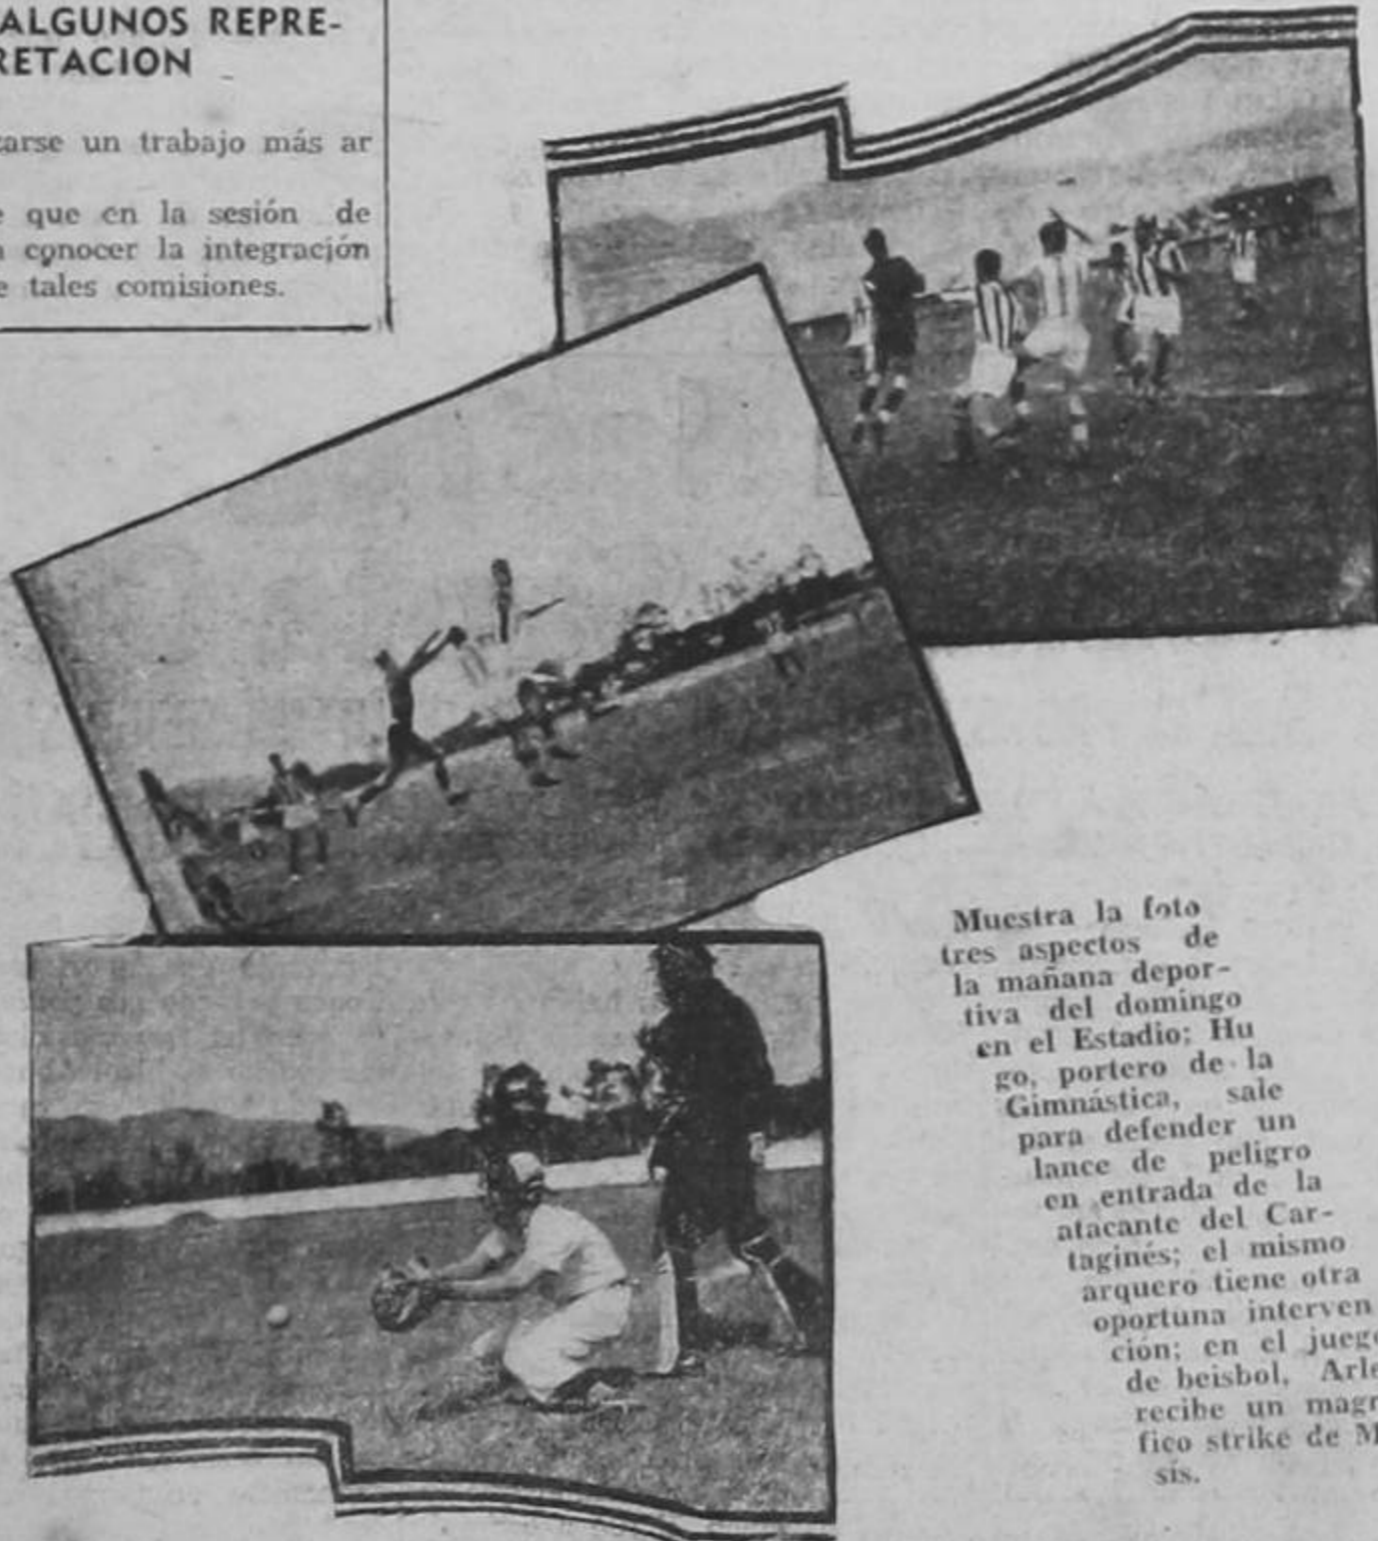 ALGUNOS REPRE-
RETACION
arse un trabajo más ar
e que en la sesión de
a conocer la integración
e tales comisiones.
Muestra la foto
tres aspectos de
la mañana depor-
tiva del domingo
en el Estadio; Hu
go, portero de la
Gimnástica, sale
para defender un
lance de peligro
en entrada de la
atacante del Car-
taginés; el mismo
arquero tiene otra
oportuna interven
ción; en el juego
de beisbol, Arle
recibe un magn
fico strike de M
sís.